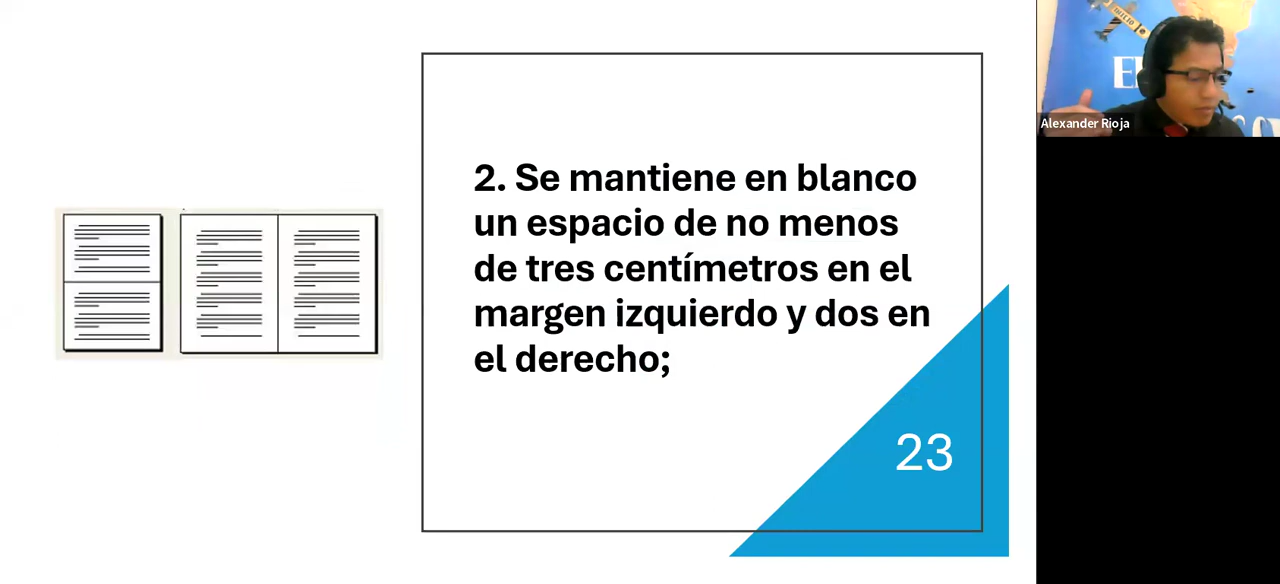 2. Se mantiene en blanco
un espacio de no menos
de tres centímetros en el
margen izquierdo y dos en
el derecho;
23
Alexander Rioja